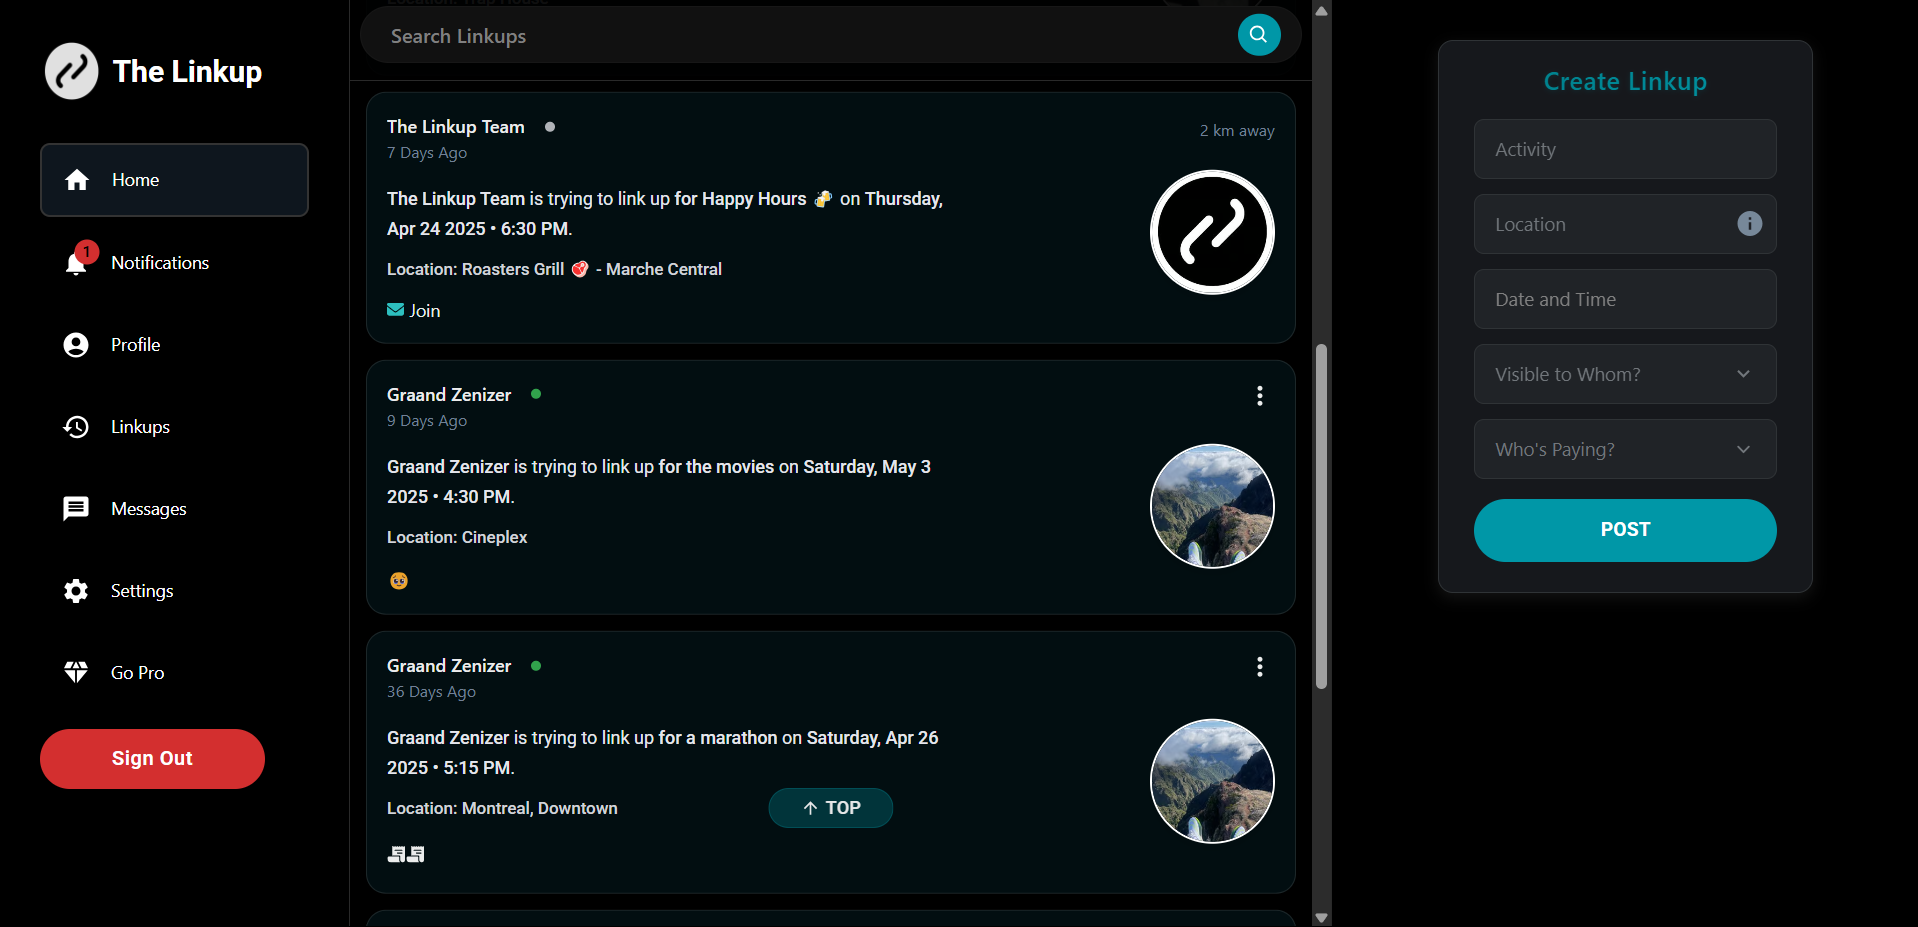 The Linkup
Home
1
Notifications
Profile
Linkups
Messages
Settings
Go Pro
Sign Out
Location: Trap House
Search Linkups
The Linkup Team
2 km away
7 Days Ago
The Linkup Team is trying to link up for Happy Hours 🍻 on Thursday,
Apr 24 2025 • 6:30 PM.
Location: Roasters Grill 🥩 - Marche Central
Join
Graand Zenizer
9 Days Ago
Graand Zenizer is trying to link up for the movies on Saturday, May 3
2025 • 4:30 PM.
Location: Cineplex
🥺
Graand Zenizer
36 Days Ago
Graand Zenizer is trying to link up for a marathon on Saturday, Apr 26
2025 • 5:15 PM.
Location: Montreal, Downtown
TOP
Create Linkup
Activity
Location
Date and Time
Visible to Whom?
Who's Paying?
POST